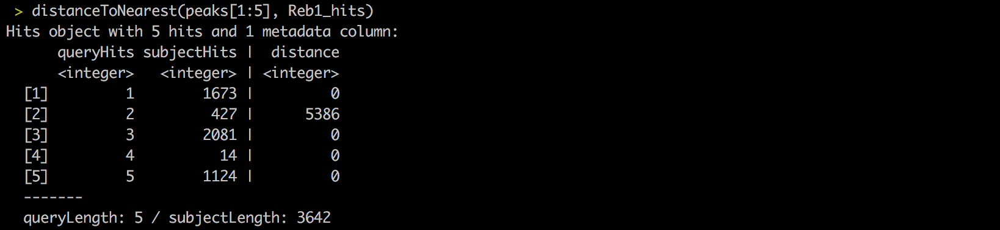 > distanceToNearest(peaks[1:5], Reb1_hits)
Hits object with 5 hits and 1 metadata column:
      queryHits subjectHits |  distance
      <integer>   <integer> | <integer>
  [1]         1        1673 |         0
  [2]         2         427 |      5386
  [3]         3        2081 |         0
  [4]         4          14 |         0
  [5]         5        1124 |         0
  -------
  queryLength: 5 / subjectLength: 3642